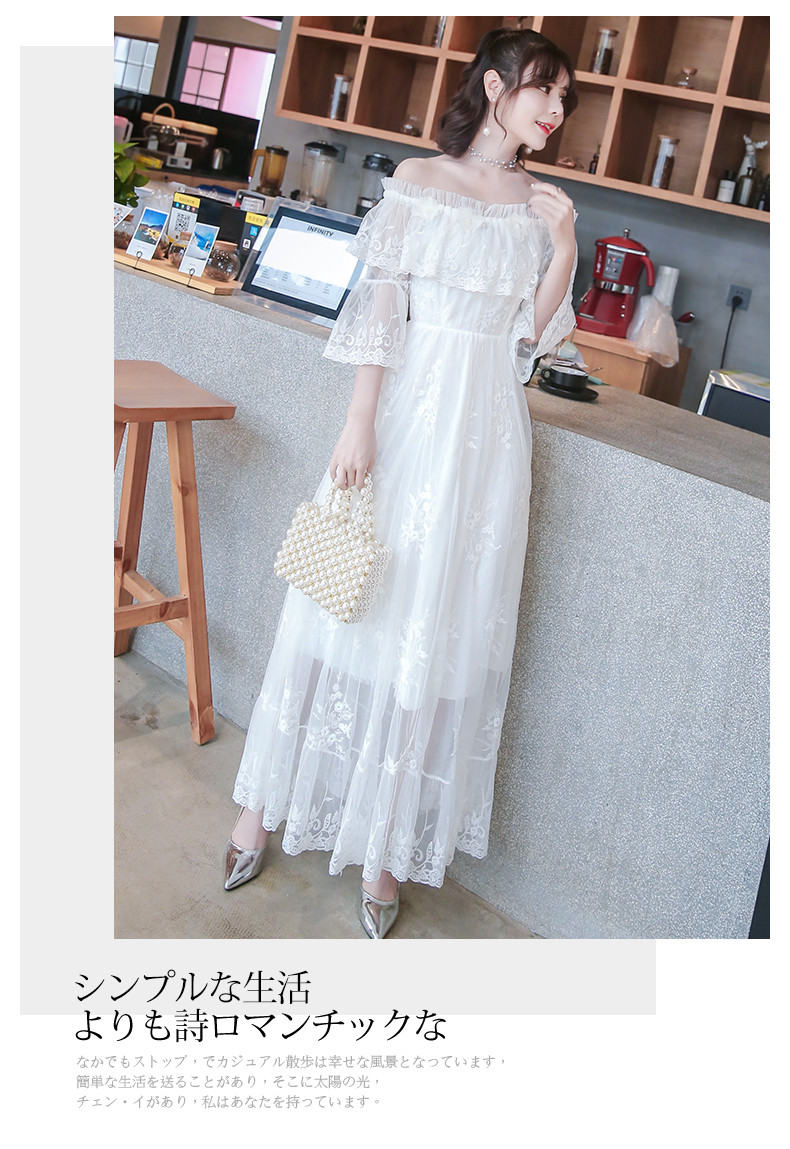 INFINITY
シンプルな生活
よりも詩ロマンチックな
なかでもストップ，でカジュアル散歩は幸せな風景となっています，
簡単な生活を送ることがあり，そこに太陽の光，
チェン・イがあり，私はあなたを持っています。